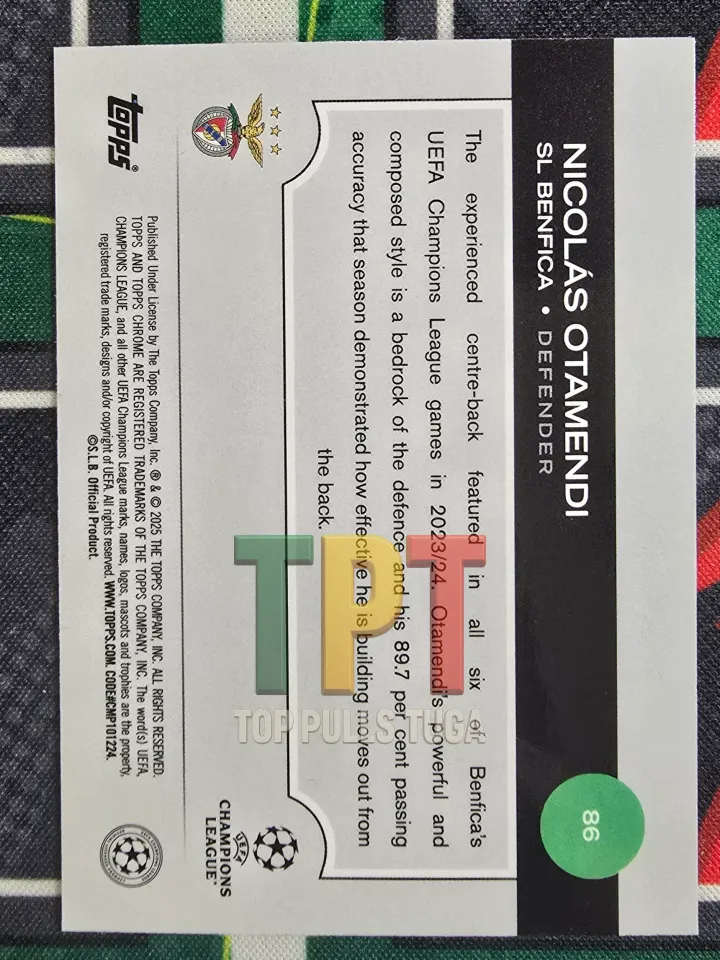 NICOLÁS OTAMENDI
SL BENFICA • DEFENDER
86
The experienced centre-back featured in all six of Benfica's
UEFA Champions League games in 2023/24. Otamendi's powerful and
composed style is a bedrock of the defence and his 89.7 per cent passing
accuracy that season demonstrated how effective he is building moves out from
the back.
TPT
TOP PULLS TUGA
UEFA
CHAMPIONS
LEAGUE®
topps®
Published Under License by The Topps Company, Inc. ® & © 2025 THE TOPPS COMPANY, INC. ALL RIGHTS RESERVED.
TOPPS AND TOPPS CHROME ARE REGISTERED TRADEMARKS OF THE TOPPS COMPANY, INC. The word(s) UEFA,
CHAMPIONS LEAGUE, and all other UEFA Champions League marks, names, logos, mascots and trophies are the property,
registered trade marks, designs and/or copyright of UEFA. All rights reserved. WWW.TOPPS.COM. CODE#CMP101224.
©S.L.B. Official Product.